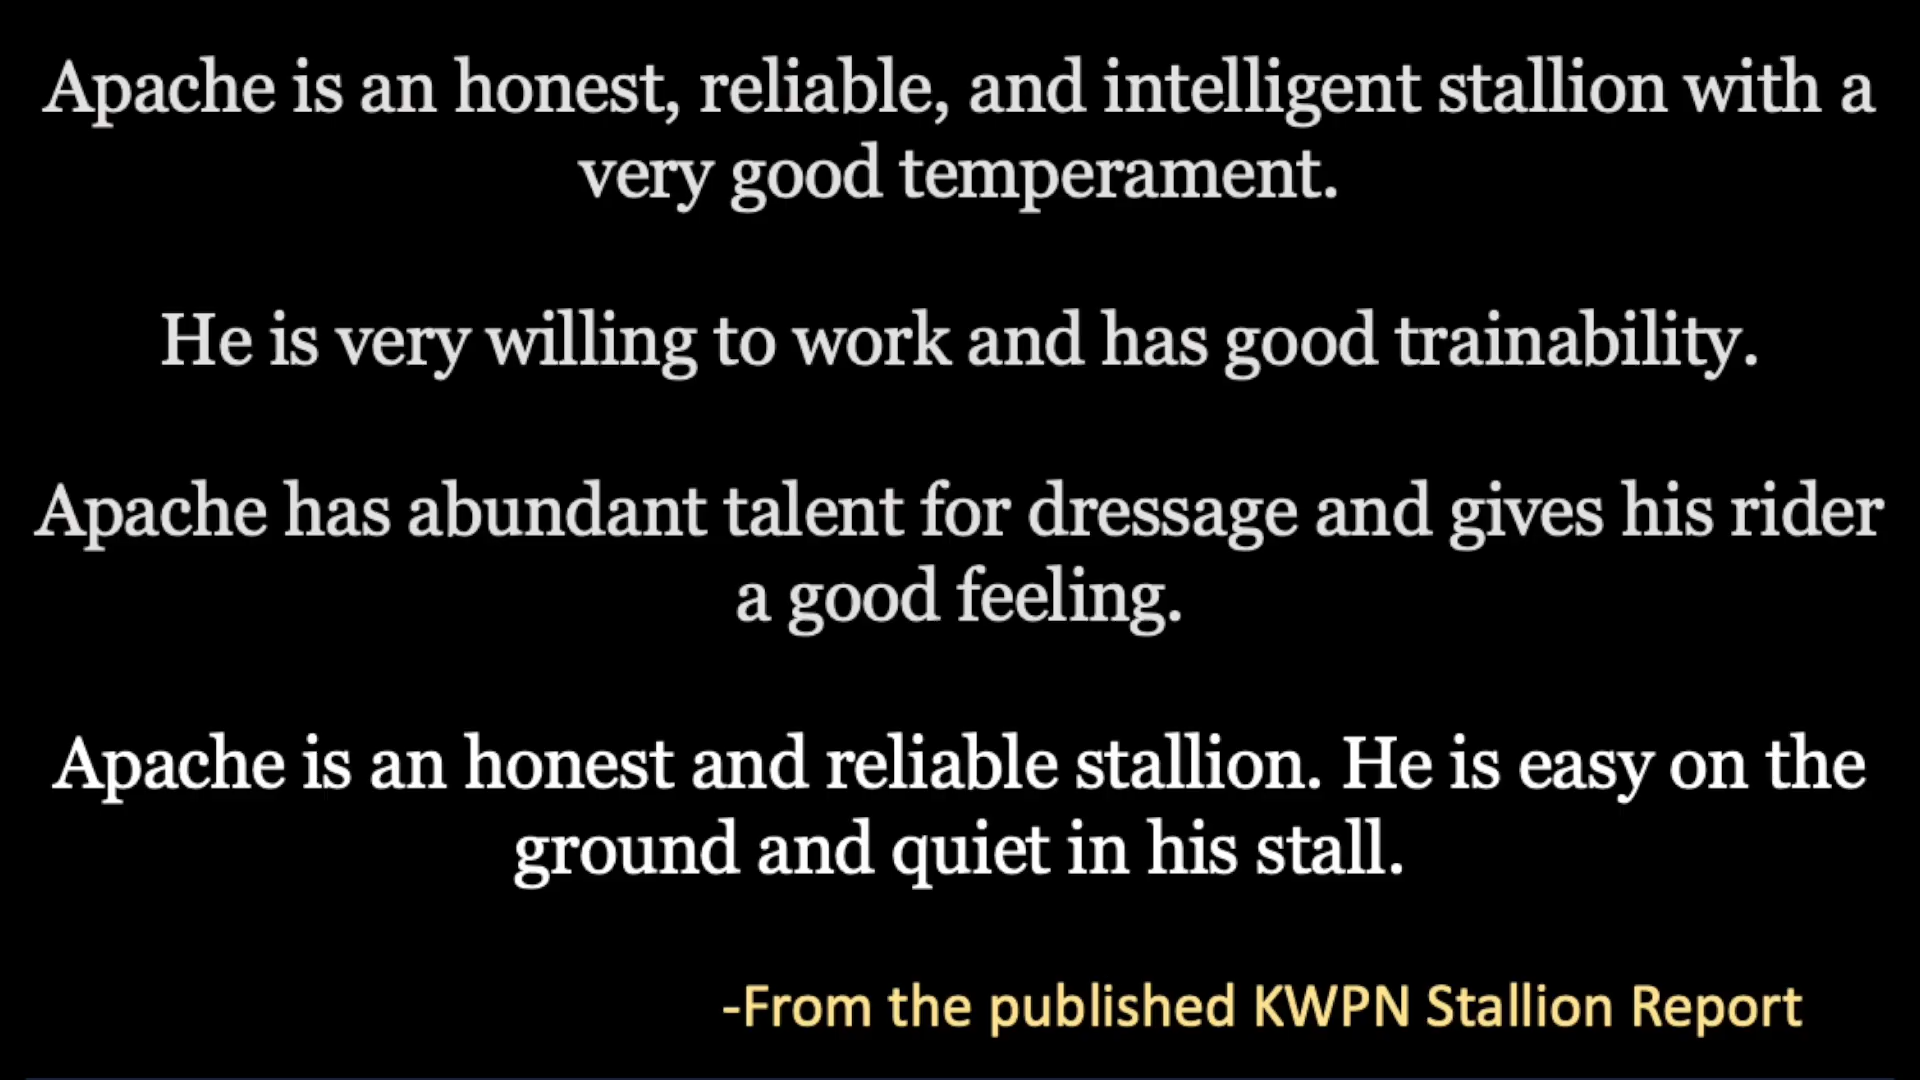 Apache is an honest, reliable, and intelligent stallion with a
very good temperament.
He is very willing to work and has good trainability.
Apache has abundant talent for dressage and gives his rider
a good feeling.
Apache is an honest and reliable stallion. He is easy on the
ground and quiet in his stall.
-From the published KWPN Stallion Report